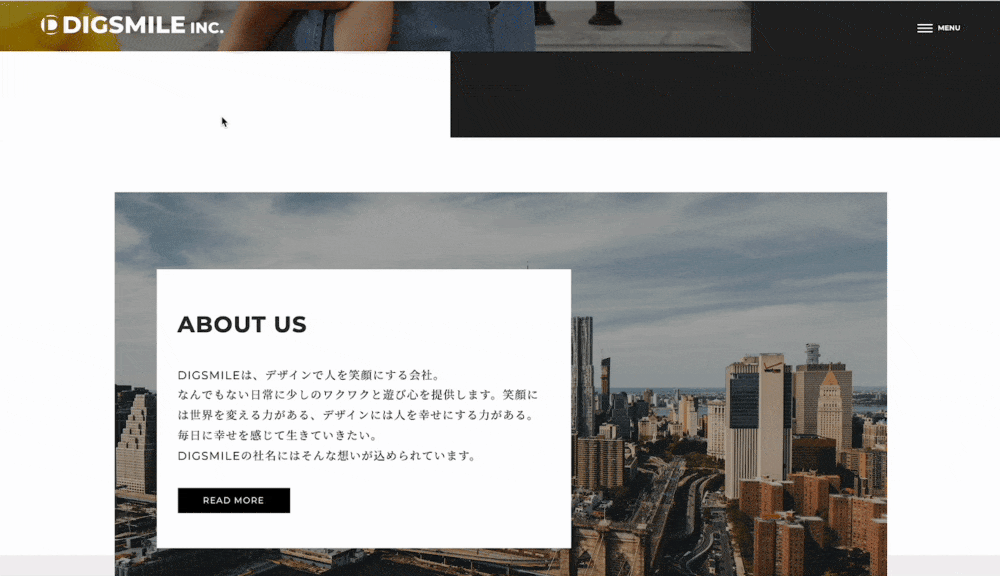 DIGSMILE INC.
MENU
ABOUT US
DIGSMILEは、デザインで人を笑顔にする会社。
なんでもない日常に少しのワクワクと遊び心を提供します。笑顔に
は世界を変える力がある、デザインには人を幸せにする力がある。
毎日に幸せを感じて生きていきたい。
DIGSMILEの社名にはそんな想いが込められています。
READ MORE